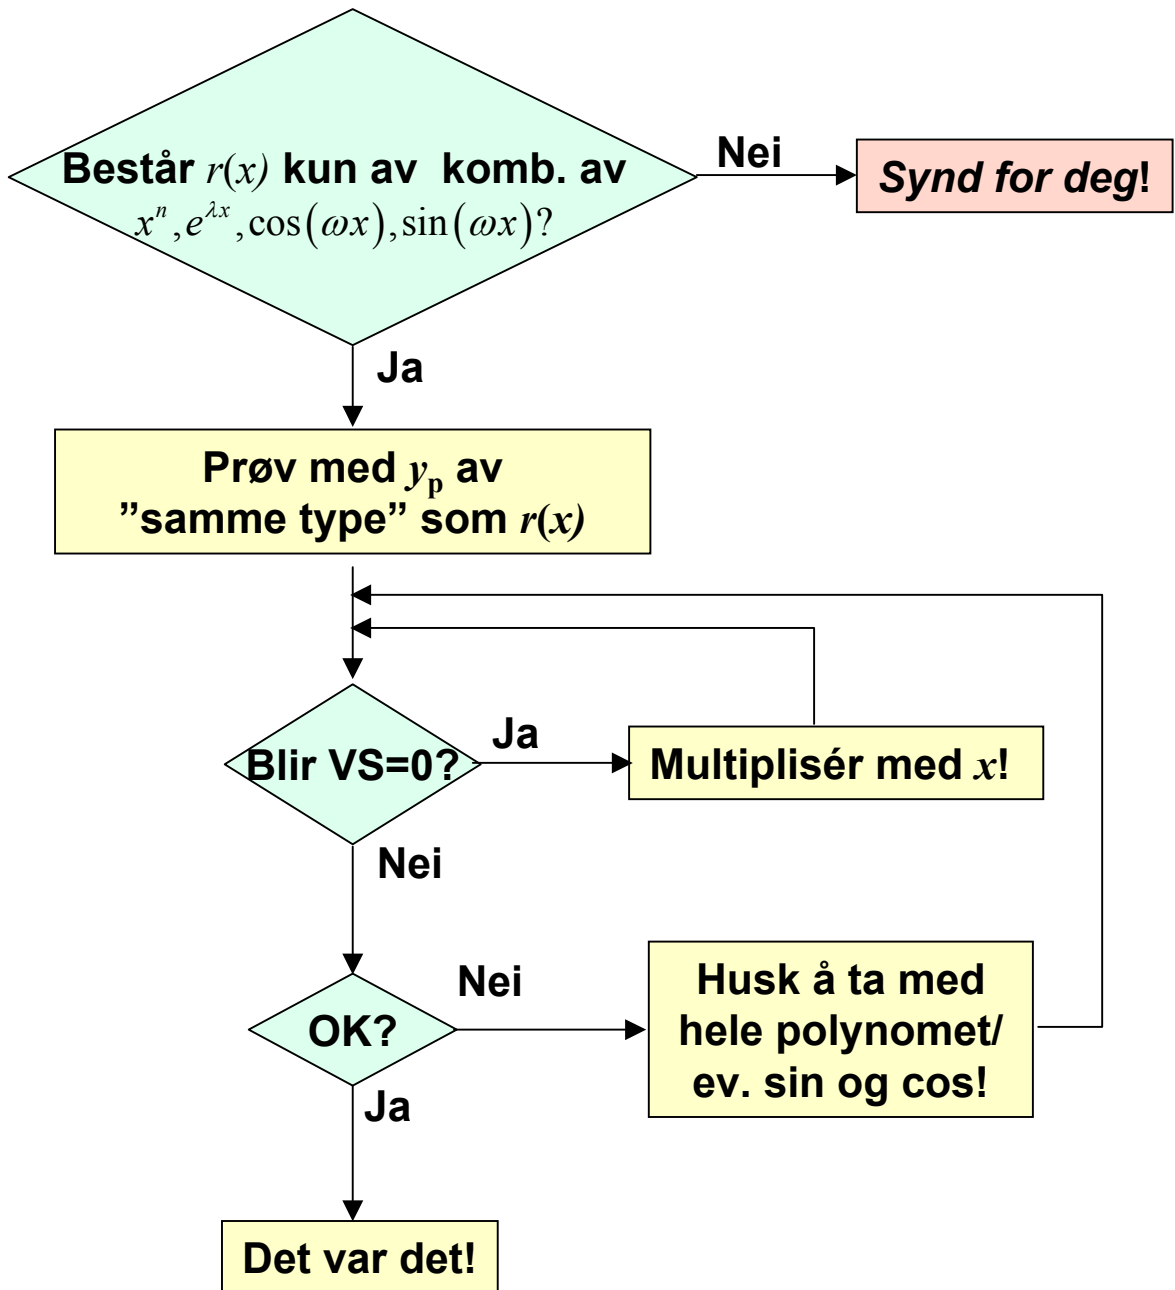 Består r(x) kun av komb. av
xⁿ, e^{λx}, cos(ωx), sin(ωx)?
Nei
Synd for deg!
Ja
Prøv med yₚ av
”samme type” som r(x)
Blir VS=0?
Ja
Multiplisér med x!
Nei
OK?
Nei
Husk å ta med
hele polynomet/
ev. sin og cos!
Ja
Det var det!